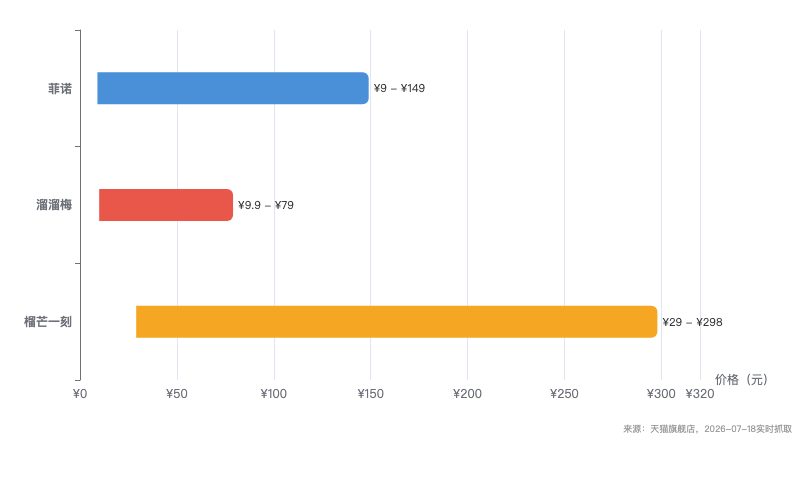 菲诺
¥9 – ¥149
溜溜梅
¥9.9 – ¥79
榴芒一刻
¥29 – ¥298
价格（元）
¥0 ¥50 ¥100 ¥150 ¥200 ¥250 ¥300 ¥320
来源：天猫旗舰店，2026-07-18实时抓取